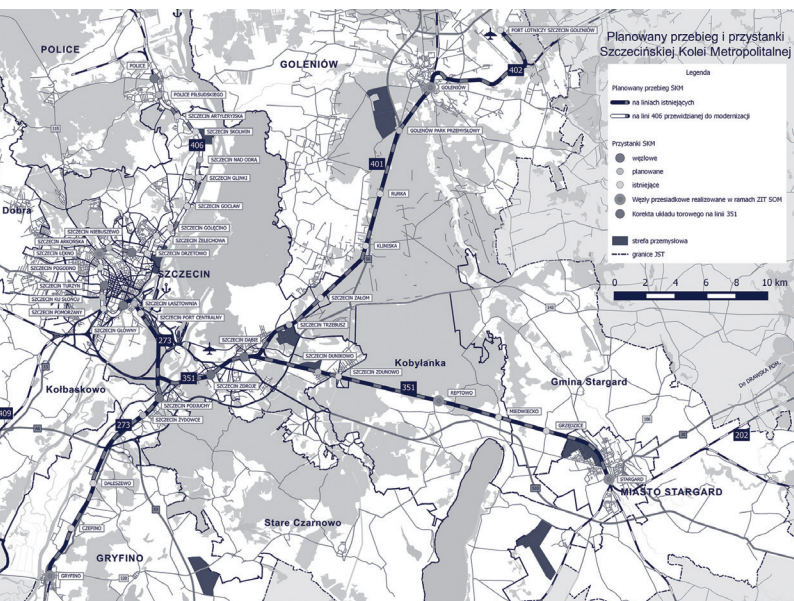 Planowany przebieg i przystanki
Szczecińskiej Kolei Metropolitalnej
Legenda
Planowany przebieg SKM
na liniach istniejących
na lini 406 przewidzianej do modernizacji
Przystanki SKM
węzłowe
planowane
istniejące
Węzły przesiadkowe realizowane w ramach ZIT SOM
Korekta układu torowego na linii 351
strefa przemysłowa
granice JST
0 2 4 6 8 10 km
PORT LOTNICZY SZCZECIN GOLENIÓW
402
POLICE
GOLENIÓW
POLICE
GOLENIÓW
POLICE PIŁSUDSKIEGO
SZCZECIN ARTYLERYJSKA
SZCZECIN SKOLWIN
GOLENIÓW PARK PRZEMYSŁOWY
406
SZCZECIN NAD ODRĄ
401
SZCZECIN GLINKI
RURKA
SZCZECIN GOCŁAW
Dobra
SZCZECIN GOLĘCINO
SZCZECIN NIEBUSZEWO
SZCZECIN ŻELECHOWA
SZCZECIN ARKOŃSKA
SZCZECIN DRZETOWO
KLINISKA
SZCZECIN ŁĘKNO
SZCZECIN POGODNO
SZCZECIN
SZCZECIN TURZYN
SZCZECIN KU SŁOŃCU
SZCZECIN ZAŁOM
SZCZECIN ŁASZTOWNIA
SZCZECIN POMORZANY
SZCZECIN PORT CENTRALNY
SZCZECIN TRZEBUSZ
SZCZECIN GŁÓWNY
273
SZCZECIN DĄBIE
SZCZECIN DUNIKOWO
Kobylanka
SZCZECIN ZDUNOWO
351
351
Gmina Stargard
De DRAWSKA POM.
Kołbaskowo
SZCZECIN ZDROJE
SZCZECIN PODJUCHY
REPTOWO
MIEDWIECKO
409
SZCZECIN ŻYDOWCE
GRZĘDZICE
273
202
DALESZEWO
STARGARD
MIASTO STARGARD
CZEPINO
Stare Czarnowo
GRYFINO
GRYFINO